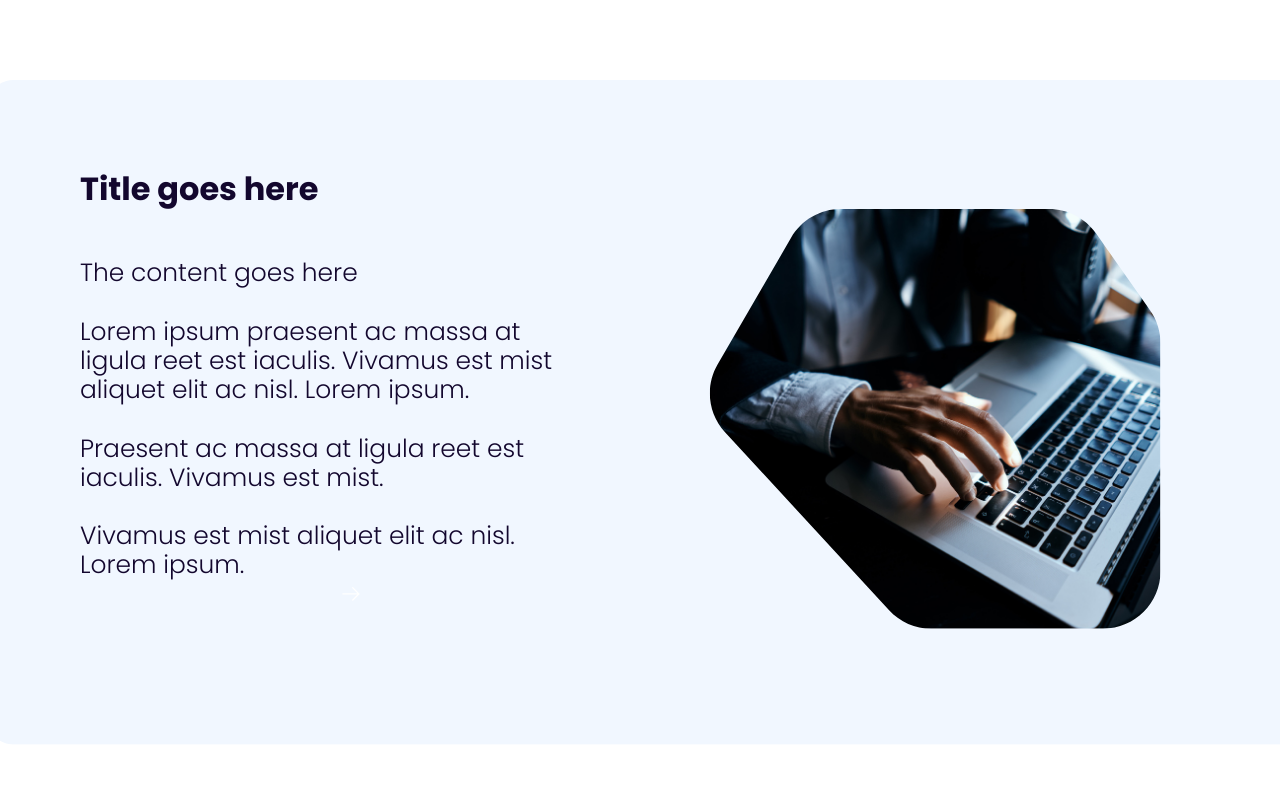 Title goes here
The content goes here
Lorem ipsum praesent ac massa at
ligula reet est iaculis. Vivamus est mist
aliquet elit ac nisl. Lorem ipsum.
Praesent ac massa at ligula reet est
iaculis. Vivamus est mist.
Vivamus est mist aliquet elit ac nisl.
Lorem ipsum.